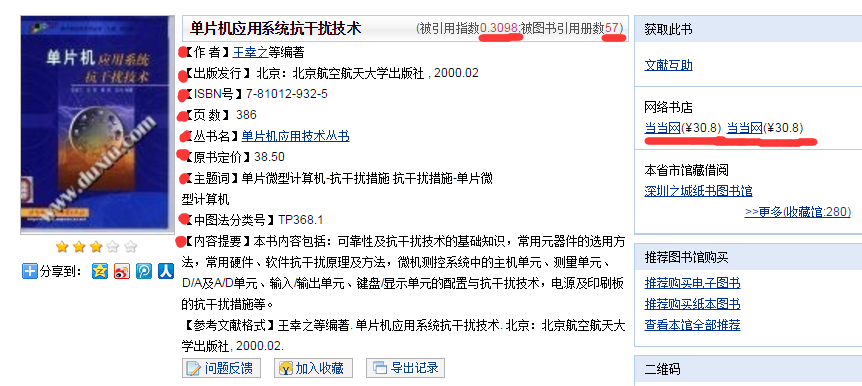 单片机应用系统
抗干扰技术
www.duxiu.com
分享到:
单片机应用系统抗干扰技术
(被引用指数0.3098;被图书引用册数57)
【作 者】王幸之等编著
【出版发行】 北京：北京航空航天大学出版社 , 2000.02
【ISBN号】7-81012-932-5
【页 数】 386
【丛书名】单片机应用技术丛书
【原书定价】38.50
【主题词】单片微型计算机-抗干扰措施 抗干扰措施-单片微
型计算机
【中图法分类号】TP368.1
【内容提要】本书内容包括：可靠性及抗干扰技术的基础知识，常用元器件的选用方
法，常用硬件、软件抗干扰原理及方法，微机测控系统中的主机单元、测量单元、
D/A及A/D单元、输入/输出单元、键盘/显示单元的配置与抗干扰技术，电源及印刷板
的抗干扰措施等。
【参考文献格式】王幸之等编著. 单片机应用系统抗干扰技术. 北京：北京航空航天大
学出版社, 2000.02.
问题反馈 加入收藏 导出记录
获取此书
文献互助
网络书店
当当网(¥30.8) 当当网(¥30.8)
本省市馆藏借阅
深圳之城纸书图书馆
>>更多(收藏馆:280)
推荐图书馆购买
推荐购买电子图书
推荐购买纸本图书
查看本馆全部推荐
二维码